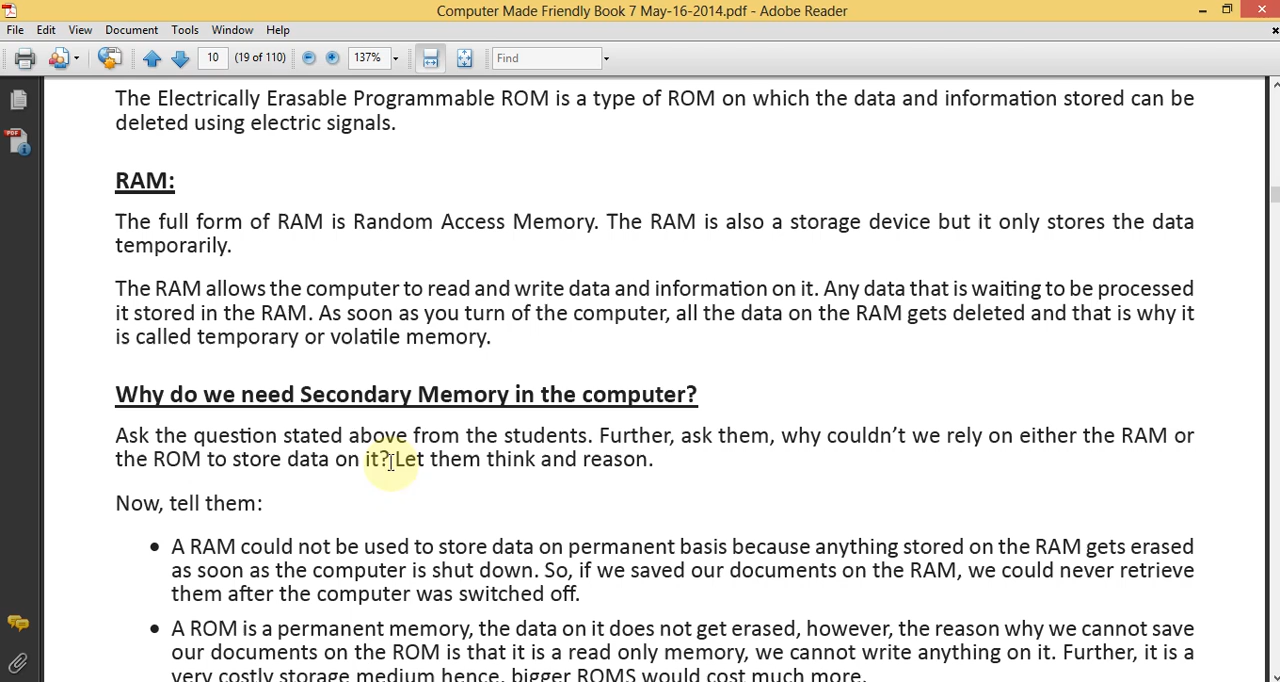 Computer Made Friendly Book 7 May-16-2014.pdf - Adobe Reader
File Edit View Document Tools Window Help
10 (19 of 110) 137% Find
The Electrically Erasable Programmable ROM is a type of ROM on which the data and information stored can be
deleted using electric signals.
RAM:
The full form of RAM is Random Access Memory. The RAM is also a storage device but it only stores the data
temporarily.
The RAM allows the computer to read and write data and information on it. Any data that is waiting to be processed
it stored in the RAM. As soon as you turn of the computer, all the data on the RAM gets deleted and that is why it
is called temporary or volatile memory.
Why do we need Secondary Memory in the computer?
Ask the question stated above from the students. Further, ask them, why couldn't we rely on either the RAM or
the ROM to store data on it? Let them think and reason.
Now, tell them:
• A RAM could not be used to store data on permanent basis because anything stored on the RAM gets erased
as soon as the computer is shut down. So, if we saved our documents on the RAM, we could never retrieve
them after the computer was switched off.
• A ROM is a permanent memory, the data on it does not get erased, however, the reason why we cannot save
our documents on the ROM is that it is a read only memory, we cannot write anything on it. Further, it is a
very costly storage medium hence, bigger ROMS would cost much more.